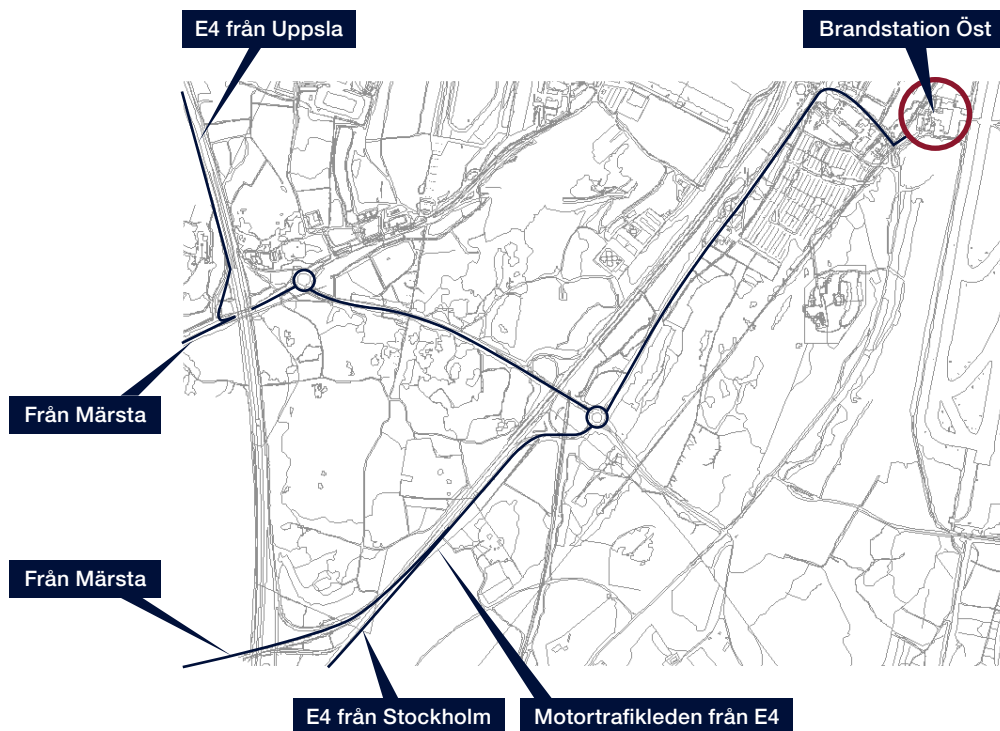 E4 från Uppsla
Brandstation Öst
Från Märsta
Från Märsta
E4 från Stockholm
Motortrafikleden från E4